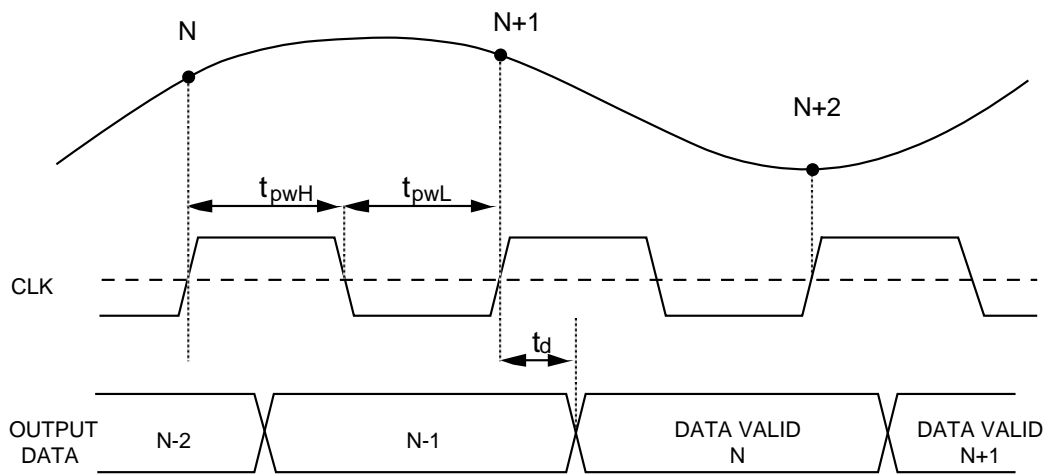 N
N+1
N+2
tpwH
tpwL
CLK
td
OUTPUT
DATA
N-2
N-1
DATA VALID
N
DATA VALID
N+1